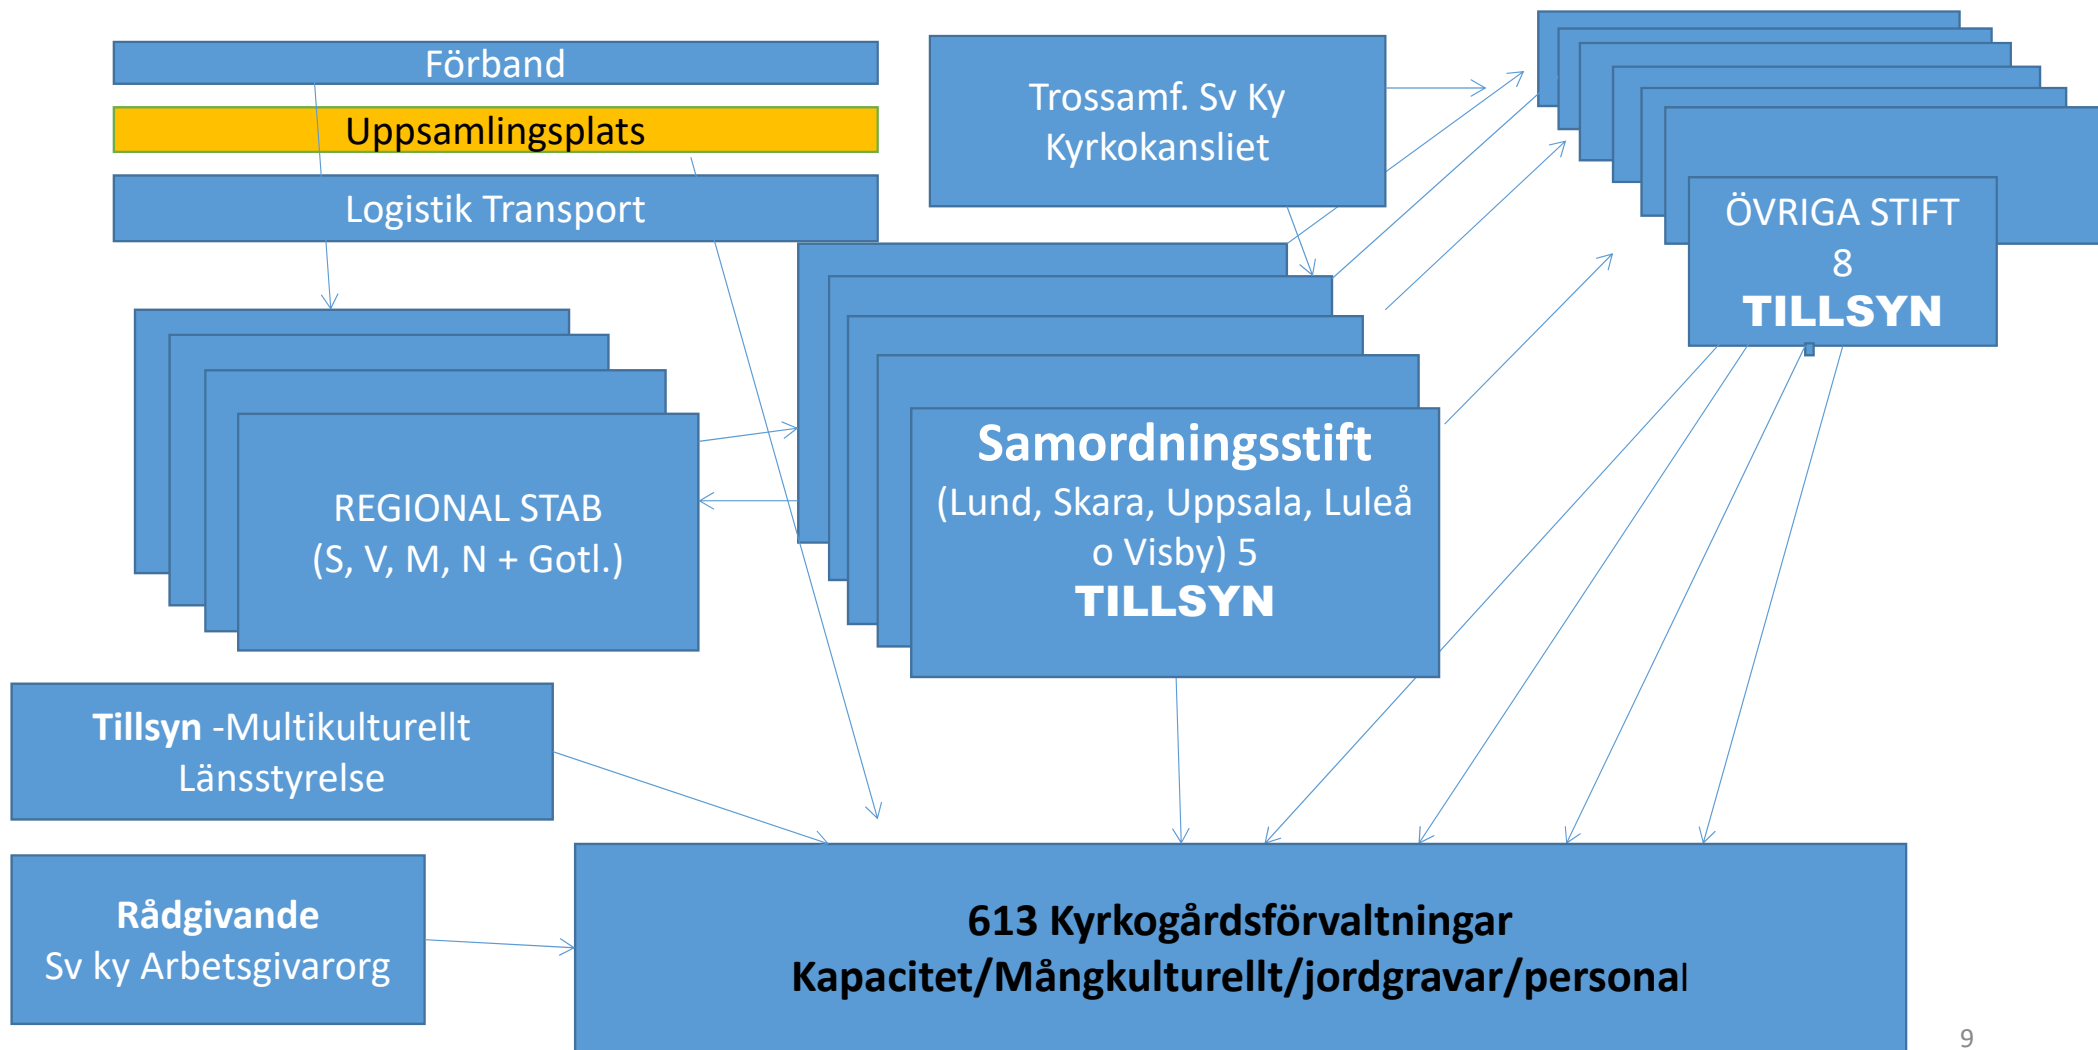 Förband
Uppsamlingsplats
Logistik Transport
Trossamf. Sv Ky
Kyrkokansliet
ÖVRIGA STIFT
8
TILLSYN
REGIONAL STAB
(S, V, M, N + Gotl.)
Samordningsstift
(Lund, Skara, Uppsala, Luleå
o Visby) 5
TILLSYN
Tillsyn -Multikulturellt
Länsstyrelse
Rådgivande
Sv ky Arbetsgivarorg
613 Kyrkogårdsförvaltningar
Kapacitet/Mångkulturellt/jordgravar/personal
9